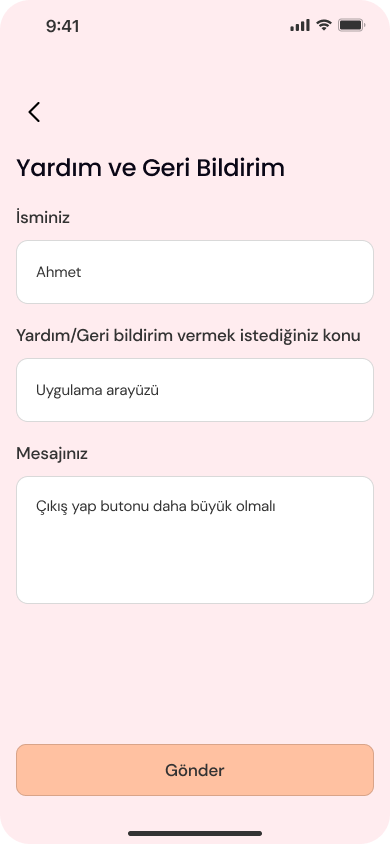 9:41
Yardım ve Geri Bildirim
İsminiz
Ahmet
Yardım/Geri bildirim vermek istediğiniz konu
Uygulama arayüzü
Mesajınız
Çıkış yap butonu daha büyük olmalı
Gönder